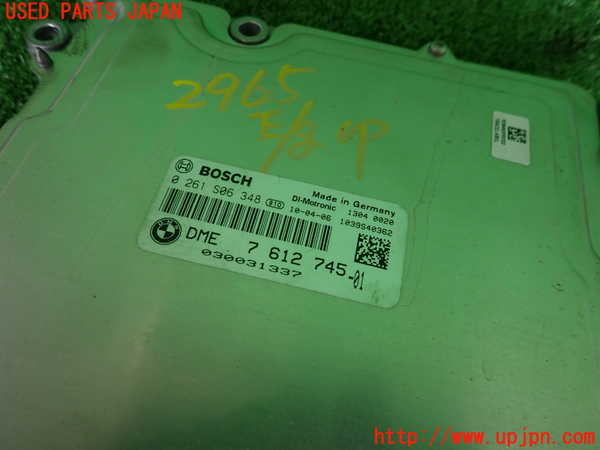 USED PARTS JAPAN
2965
BOSCH
Made in Germany
0 261 S06 348 DI-Motronic 1304 0020
10-04-06 1039S40362
DME 7 612 745-01
030031337
http://www.upjpn.com/